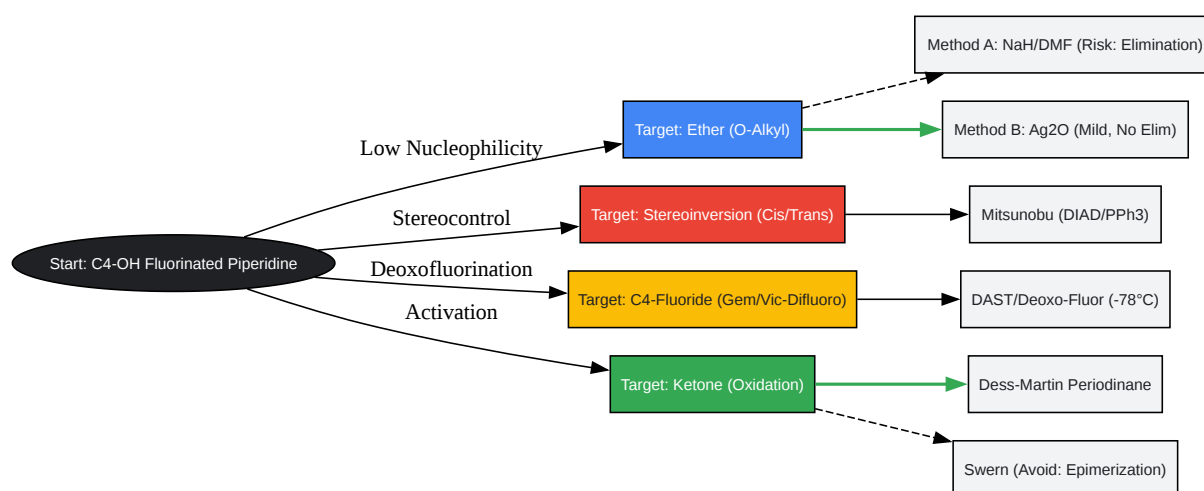 Start: C4-OH Fluorinated Piperidine
Low Nucleophilicity
Stereocontrol
Deoxofluorination
Activation
Target: Ether (O-Alkyl)
Target: Stereoinversion (Cis/Trans)
Target: C4-Fluoride (Gem/Vic-Difluoro)
Target: Ketone (Oxidation)
Method A: NaH/DMF (Risk: Elimination)
Method B: Ag2O (Mild, No Elim)
Mitsunobu (DIAD/PPh3)
DAST/Deoxo-Fluor (-78°C)
Dess-Martin Periodinane
Swern (Avoid: Epimerization)